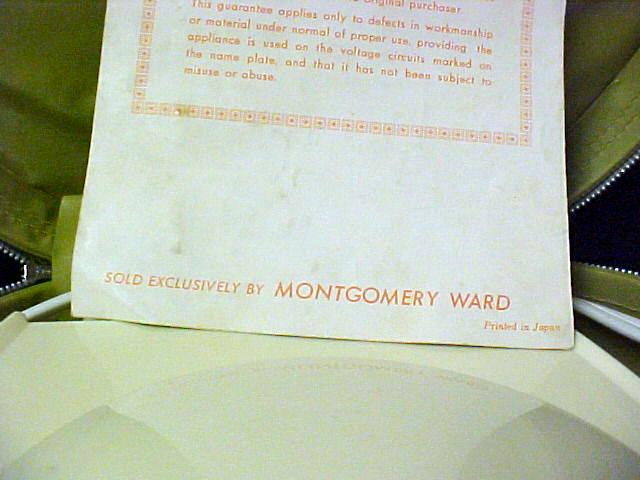 original purchaser.
This guarantee applies only to defects in workmanship
or material under normal of proper use, providing the
appliance is used on the voltage circuits marked on
the name plate, and that it has not been subject to
misuse or abuse.
SOLD EXCLUSIVELY BY MONTGOMERY WARD
Printed in Japan